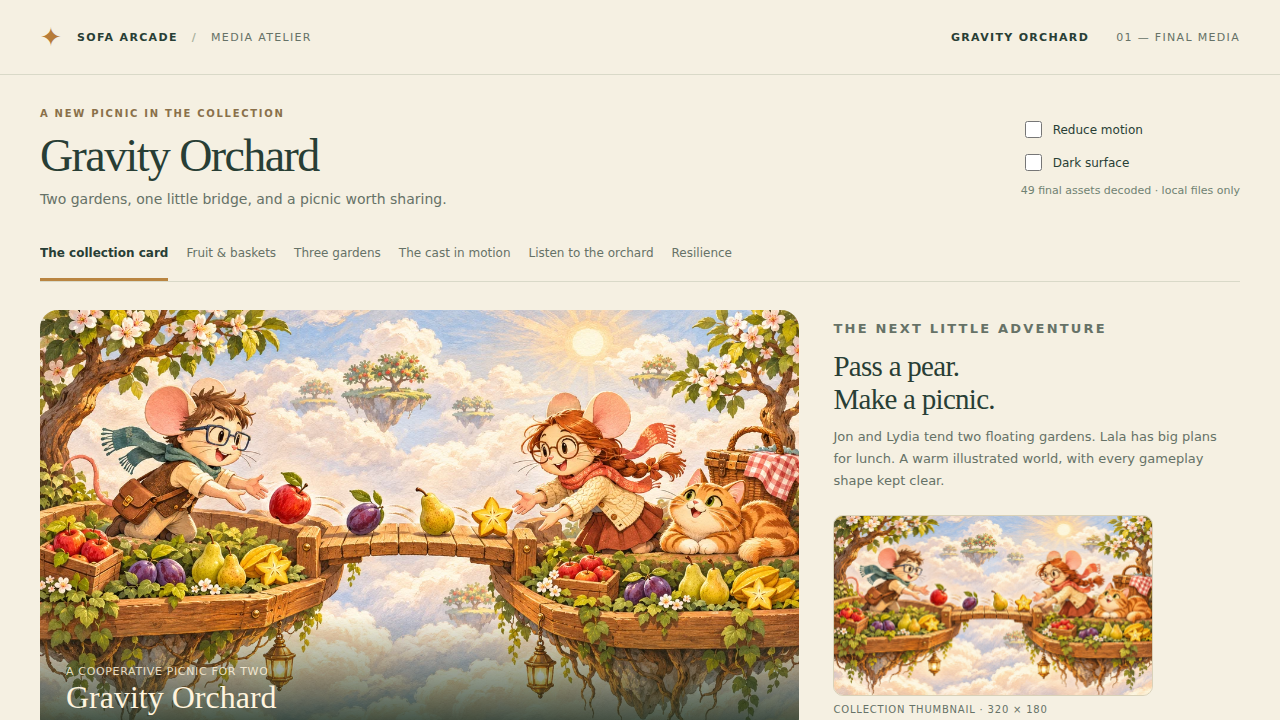 ✦ SOFA ARCADE / MEDIA ATELIER
GRAVITY ORCHARD 01 — FINAL MEDIA
A NEW PICNIC IN THE COLLECTION
Gravity Orchard
Two gardens, one little bridge, and a picnic worth sharing.
Reduce motion
Dark surface
49 final assets decoded · local files only
The collection card Fruit & baskets Three gardens The cast in motion Listen to the orchard Resilience
A COOPERATIVE PICNIC FOR TWO
Gravity Orchard
THE NEXT LITTLE ADVENTURE
Pass a pear.
Make a picnic.
Jon and Lydia tend two floating gardens. Lala has big plans
for lunch. A warm illustrated world, with every gameplay
shape kept clear.
COLLECTION THUMBNAIL · 320 × 180